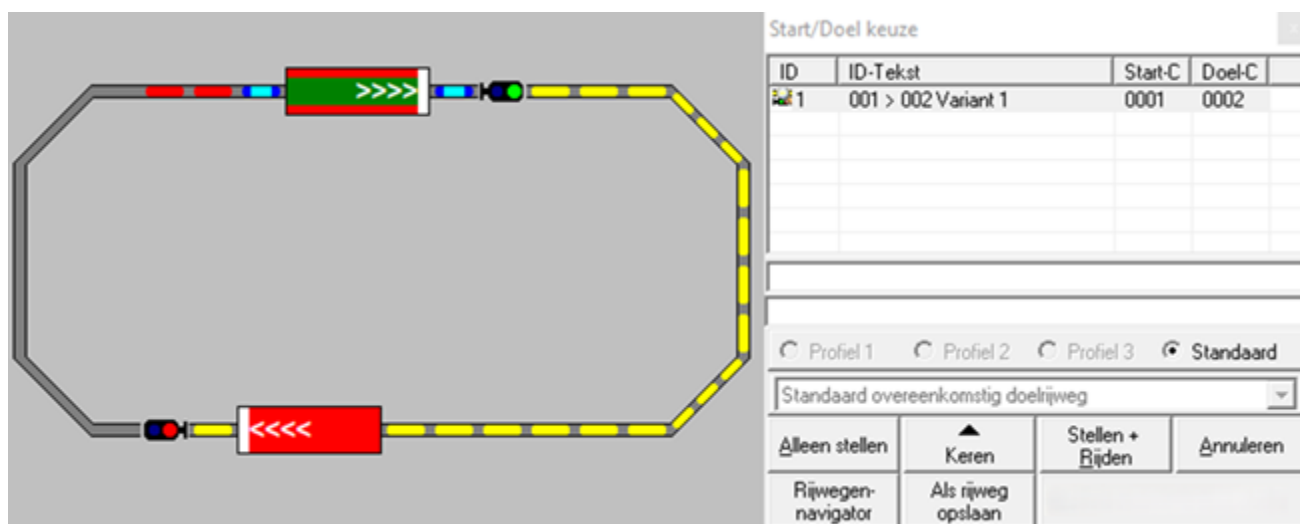 >>>>
<<<<
Start/Doel keuze
ID ID-Tekst Start-C Doel-C
1 001 > 002 Variant 1 0001 0002
Profiel 1 Profiel 2 Profiel 3 Standaard
Standaard overeenkomstig doelrijweg
Alleen stellen
Keren
Stellen +
Rijden
Annuleren
Rijwegen-
navigator
Als rijweg
opslaan